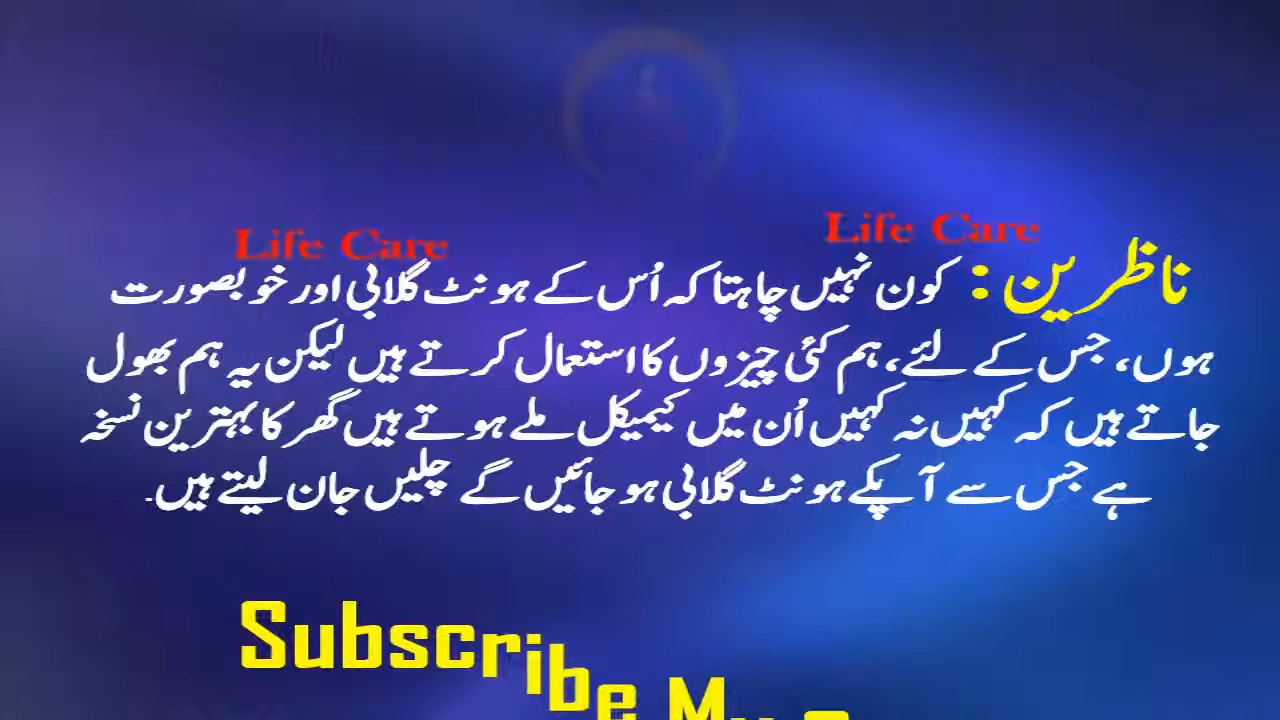 Life Care
Life Care
ناظرین : کون نہیں چاہتا کہ اُس کے ہونٹ گلابی اور خوبصورت
ہوں، جس کے لئے، ہم کئی چیزوں کا استعمال کرتے ہیں لیکن یہ ہم بھول
جاتے ہیں کہ کہیں نہ کہیں اُن میں کیمیکل ملے ہوتے ہیں گھر کا بہترین نسخہ
ہے جس سے آپکے ہونٹ گلابی ہو جائیں گے چلیں جان لیتے ہیں۔
Subscribe